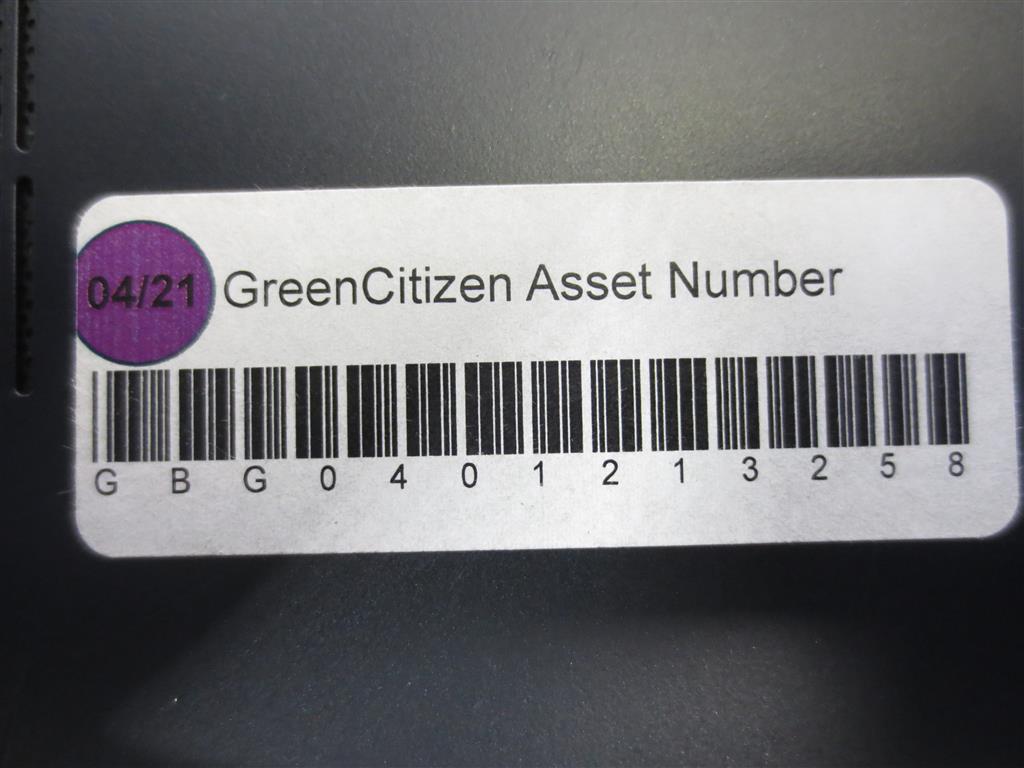 04/21 GreenCitizen Asset Number
G B G 0 4 0 1 2 1 3 2 5 8